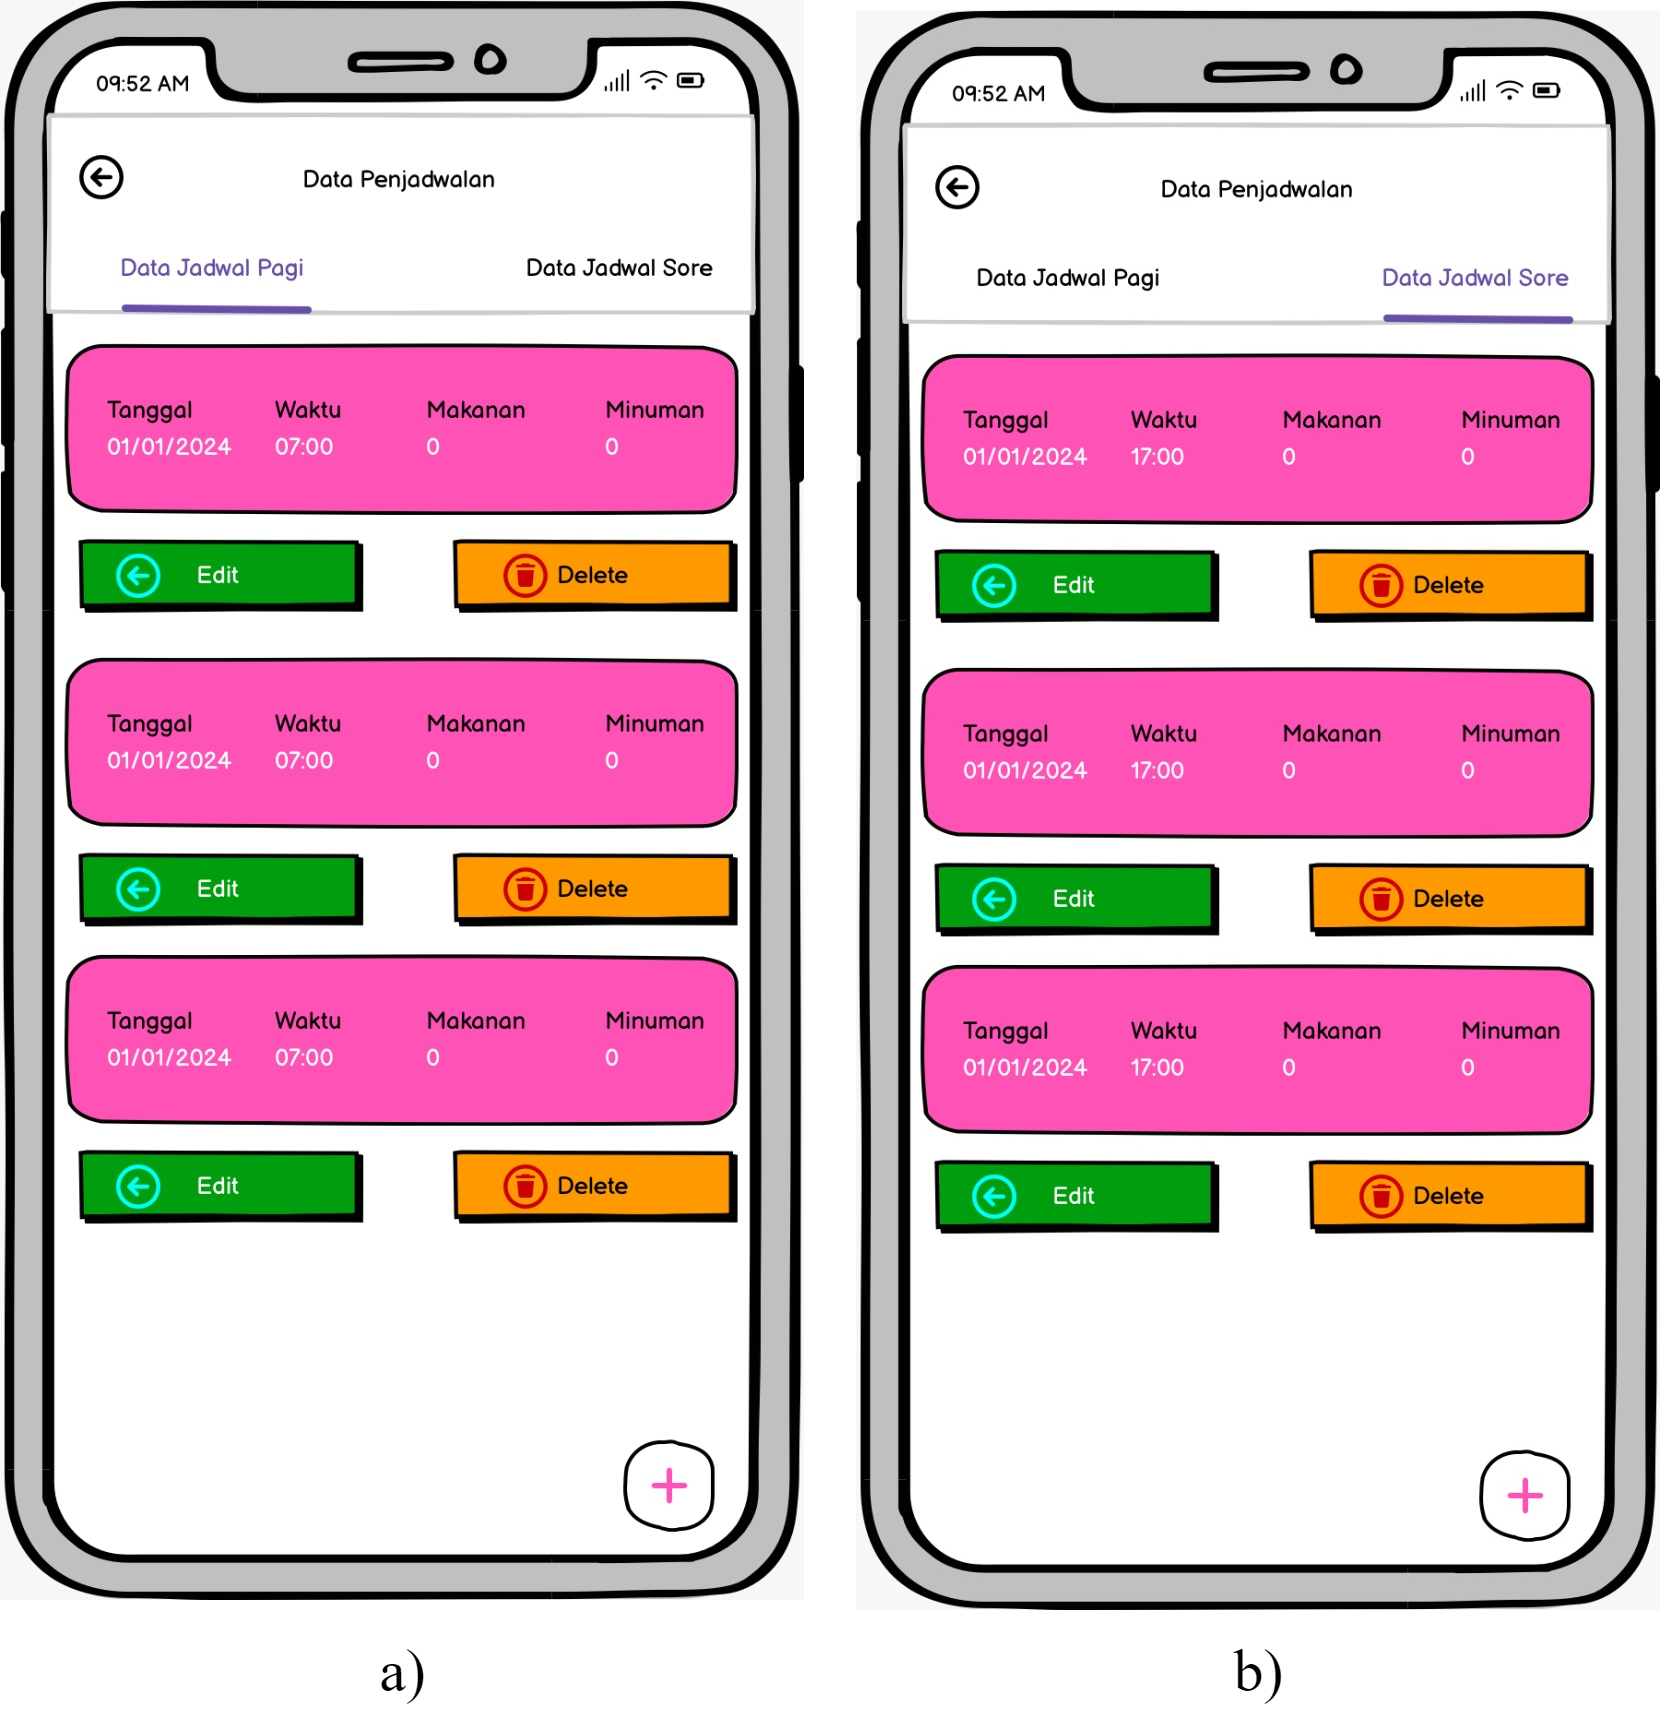 09:52 AM
Data Penjadwalan
Data Jadwal Pagi Data Jadwal Sore
Tanggal Waktu Makanan Minuman
01/01/2024 07:00 0 0
Edit Delete
Tanggal Waktu Makanan Minuman
01/01/2024 07:00 0 0
Edit Delete
Tanggal Waktu Makanan Minuman
01/01/2024 07:00 0 0
Edit Delete
+
a)
09:52 AM
Data Penjadwalan
Data Jadwal Pagi Data Jadwal Sore
Tanggal Waktu Makanan Minuman
01/01/2024 17:00 0 0
Edit Delete
Tanggal Waktu Makanan Minuman
01/01/2024 17:00 0 0
Edit Delete
Tanggal Waktu Makanan Minuman
01/01/2024 17:00 0 0
Edit Delete
+
b)